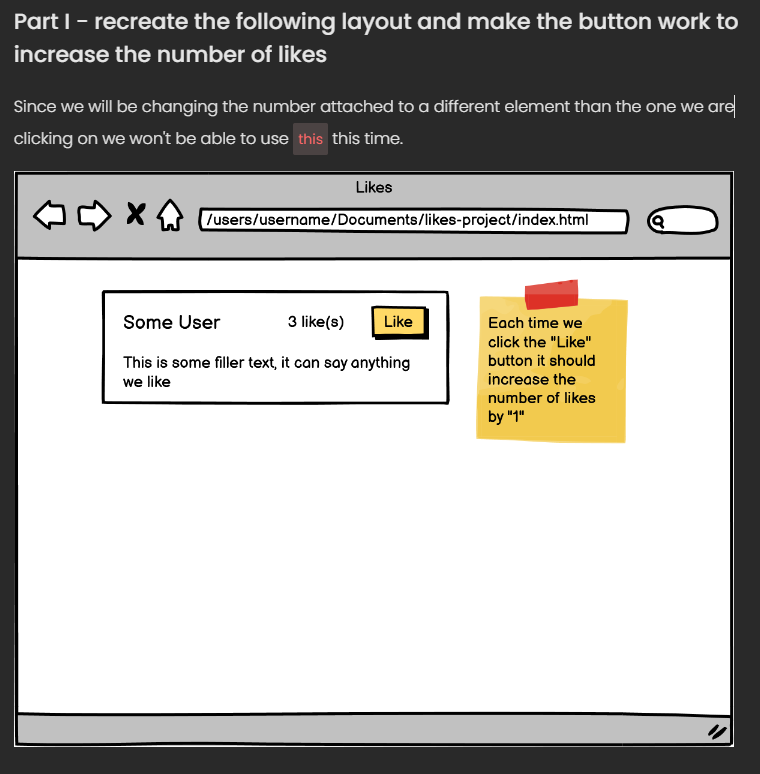 Part I - recreate the following layout and make the button work to
increase the number of likes
Since we will be changing the number attached to a different element than the one we are
clicking on we won't be able to use this this time.
Likes
/users/username/Documents/likes-project/index.html
Some User
3 like(s)
Like
This is some filler text, it can say anything
we like
Each time we
click the "Like"
button it should
increase the
number of likes
by "1"